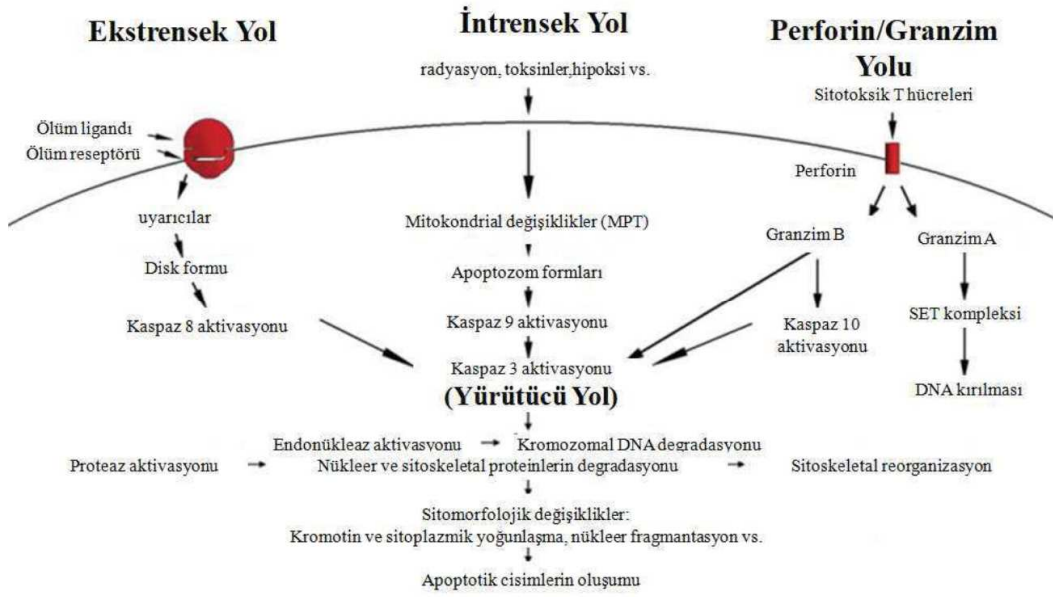 Ekstrensek Yol
Ölüm ligandı
Ölüm reseptörü
uyarıcılar
Disk formu
Kaspaz 8 aktivasyonu
İntrensek Yol
radyasyon, toksinler,hipoksi vs.
Mitokondrial değişiklikler (MPT)
Apoptozom formları
Kaspaz 9 aktivasyonu
Kaspaz 3 aktivasyonu
(Yürütücü Yol)
Perforin/Granzim
Yolu
Sitotoksik T hücreleri
Perforin
Granzim B
Granzim A
Kaspaz 10
aktivasyonu
SET kompleksi
DNA kırılması
Endonükleaz aktivasyonu
Kromozomal DNA degradasyonu
Proteaz aktivasyonu
Nükleer ve sitoskeletal proteinlerin degradasyonu
Sitoskeletal reorganizasyon
Sitomorfolojik değişiklikler:
Kromotin ve sitoplazmik yoğunlaşma, nükleer fragmantasyon vs.
Apoptotik cisimlerin oluşumu